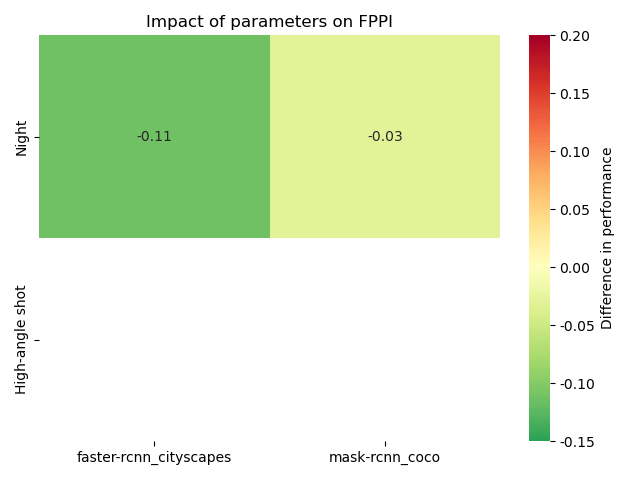 Impact of parameters on FPPI
Night
-0.11
-0.03
High-angle shot
faster-rcnn_cityscapes
mask-rcnn_coco
0.20
0.15
0.10
0.05
0.00
-0.05
-0.10
-0.15
Difference in performance